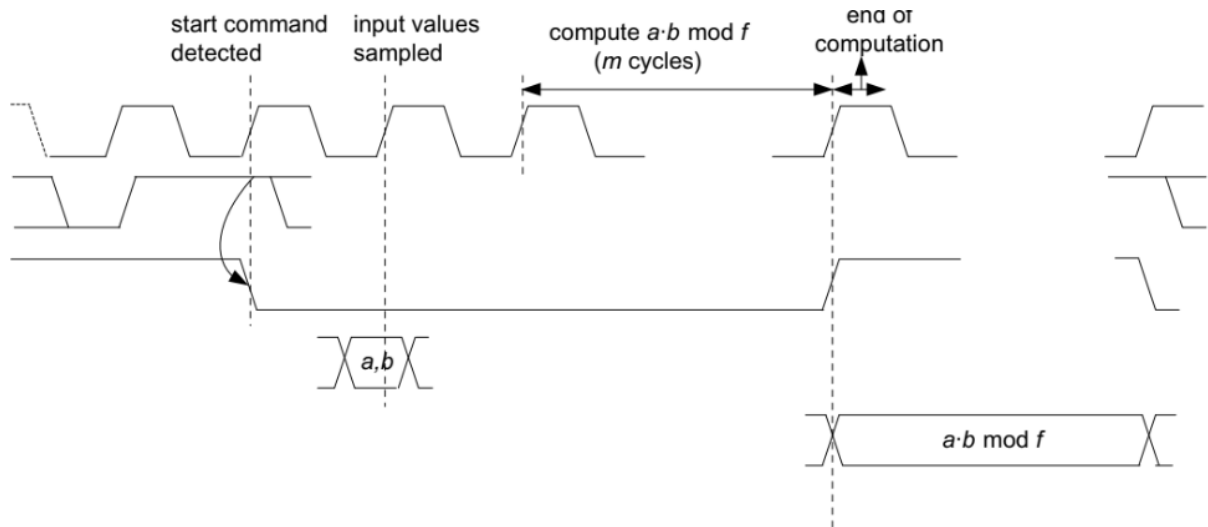 start command
detected
input values
sampled
compute a·b mod f
(m cycles)
end of
computation
a,b
a·b mod f